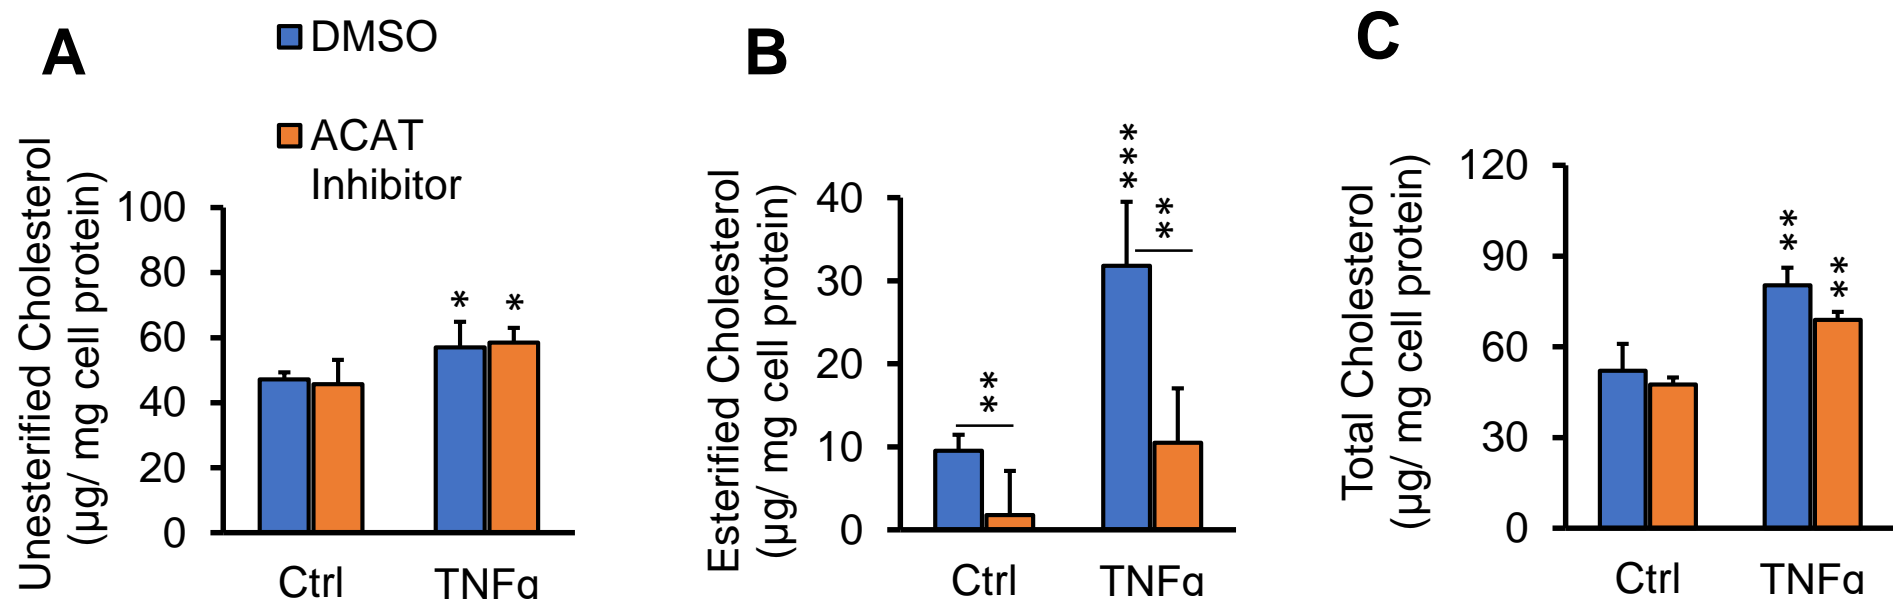 A
DMSO
ACAT
Inhibitor
Unesterified Cholesterol
(µg/ mg cell protein)
100
80
60
40
20
0
*
*
Ctrl
TNFα
B
Esterified Cholesterol
(µg/ mg cell protein)
40
30
20
10
0
**
***
**
Ctrl
TNFα
C
Total Cholesterol
(µg/ mg cell protein)
120
90
60
30
0
**
**
Ctrl
TNFα